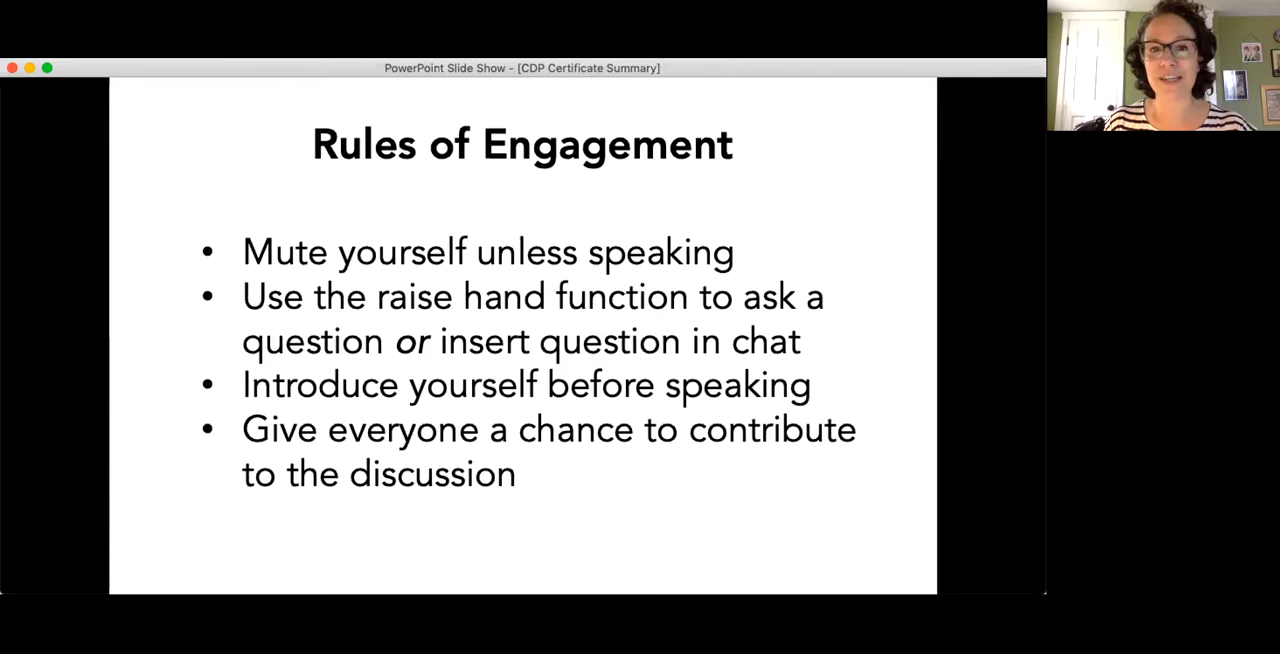 PowerPoint Slide Show - [CDP Certificate Summary]
Rules of Engagement
• Mute yourself unless speaking
• Use the raise hand function to ask a
question or insert question in chat
• Introduce yourself before speaking
• Give everyone a chance to contribute
to the discussion